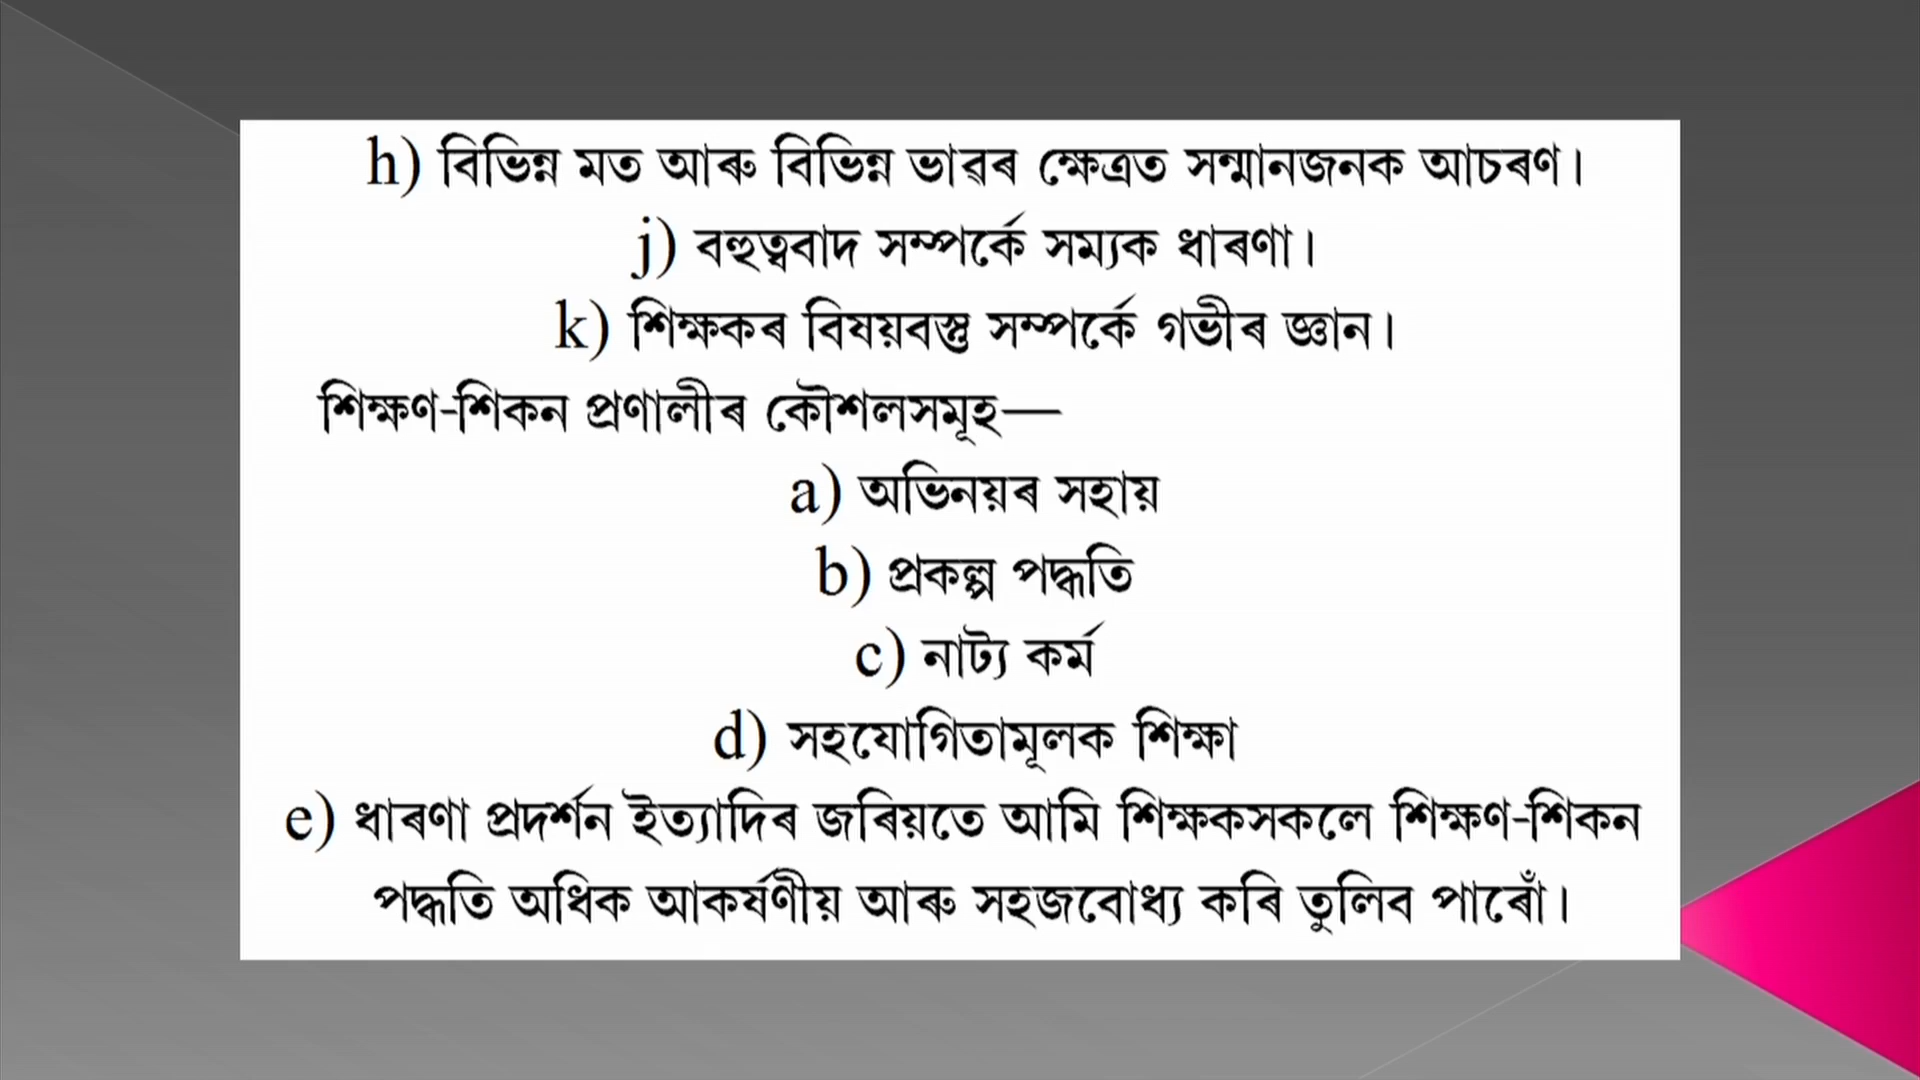 h) বিভিন্ন মত আৰু বিভিন্ন ভাৱৰ ক্ষেত্ৰত সন্মানজনক আচৰণ।
j) বহুত্ববাদ সম্পৰ্কে সম্যক ধাৰণা।
k) শিক্ষকৰ বিষয়বস্তু সম্পৰ্কে গভীৰ জ্ঞান।
শিক্ষণ-শিকন প্ৰণালীৰ কৌশলসমূহ—
a) অভিনয়ৰ সহায়
b) প্ৰকল্প পদ্ধতি
c) নাট্য কৰ্ম
d) সহযোগিতামূলক শিক্ষা
e) ধাৰণা প্ৰদৰ্শন ইত্যাদিৰ জৰিয়তে আমি শিক্ষকসকলে শিক্ষণ-শিকন
পদ্ধতি অধিক আকৰ্ষণীয় আৰু সহজবোধ্য কৰি তুলিব পাৰোঁ।